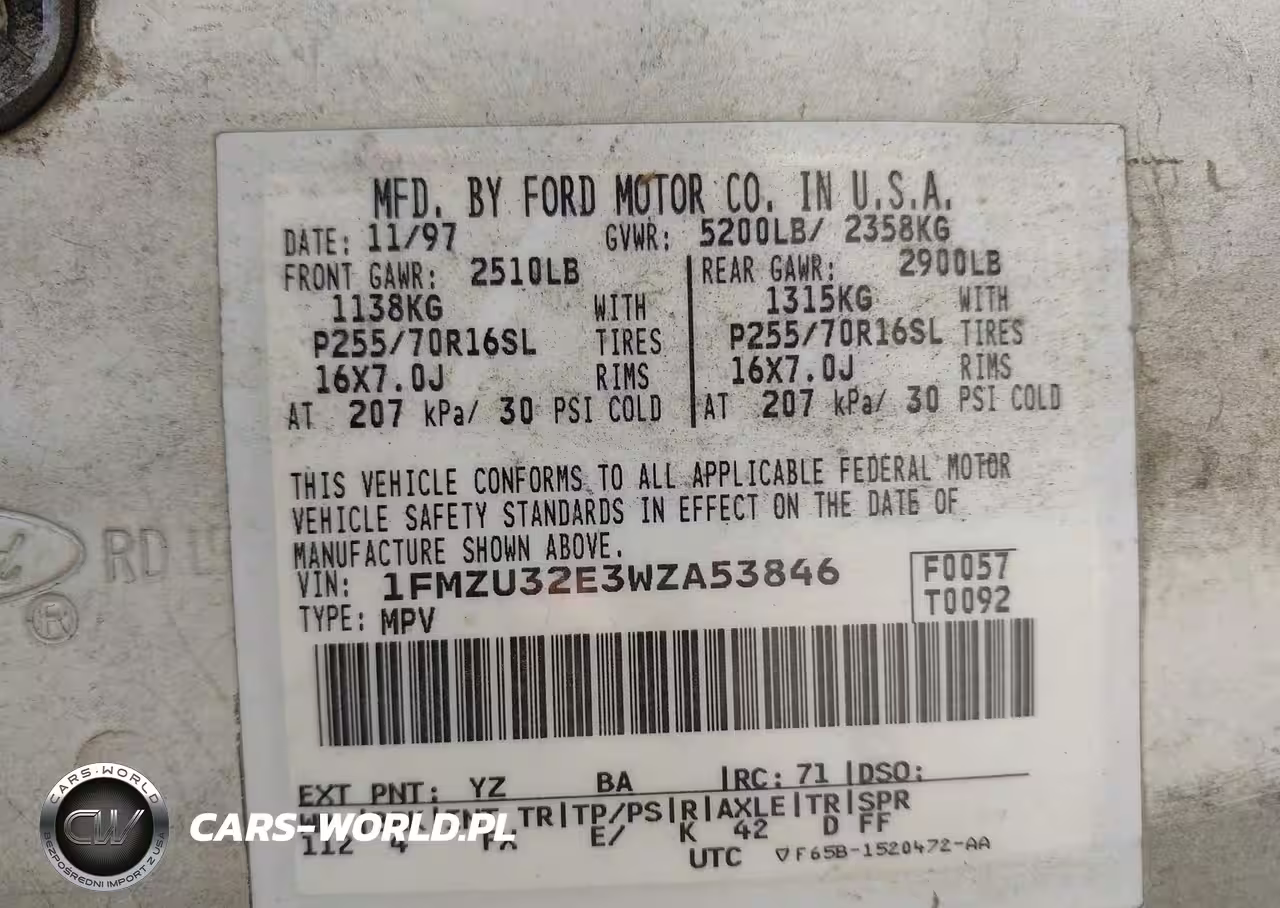 MFD. BY FORD MOTOR CO. IN U.S.A.
DATE: 11/97 GVWR: 5200LB/ 2358KG
FRONT GAWR: 2510LB REAR GAWR: 2900LB
1138KG WITH 1315KG WITH
P255/70R16SL TIRES P255/70R16SL TIRES
16X7.0J RIMS 16X7.0J RIMS
AT 207 kPa/ 30 PSI COLD AT 207 kPa/ 30 PSI COLD
THIS VEHICLE CONFORMS TO ALL APPLICABLE FEDERAL MOTOR
VEHICLE SAFETY STANDARDS IN EFFECT ON THE DATE OF
MANUFACTURE SHOWN ABOVE.
VIN: 1FMZU32E3WZA53846 F0057
TYPE: MPV T0092
RD
®
EXT PNT: YZ BA RC: 71 DSO:
TR TP/PS R AXLE TR SPR
112 4 E/ K 42 D FF
UTC ▽F65B-1520472-AA
CARS-WORLD
CW
BEZPOŚREDNI IMPORT Z USA
CARS-WORLD.PL